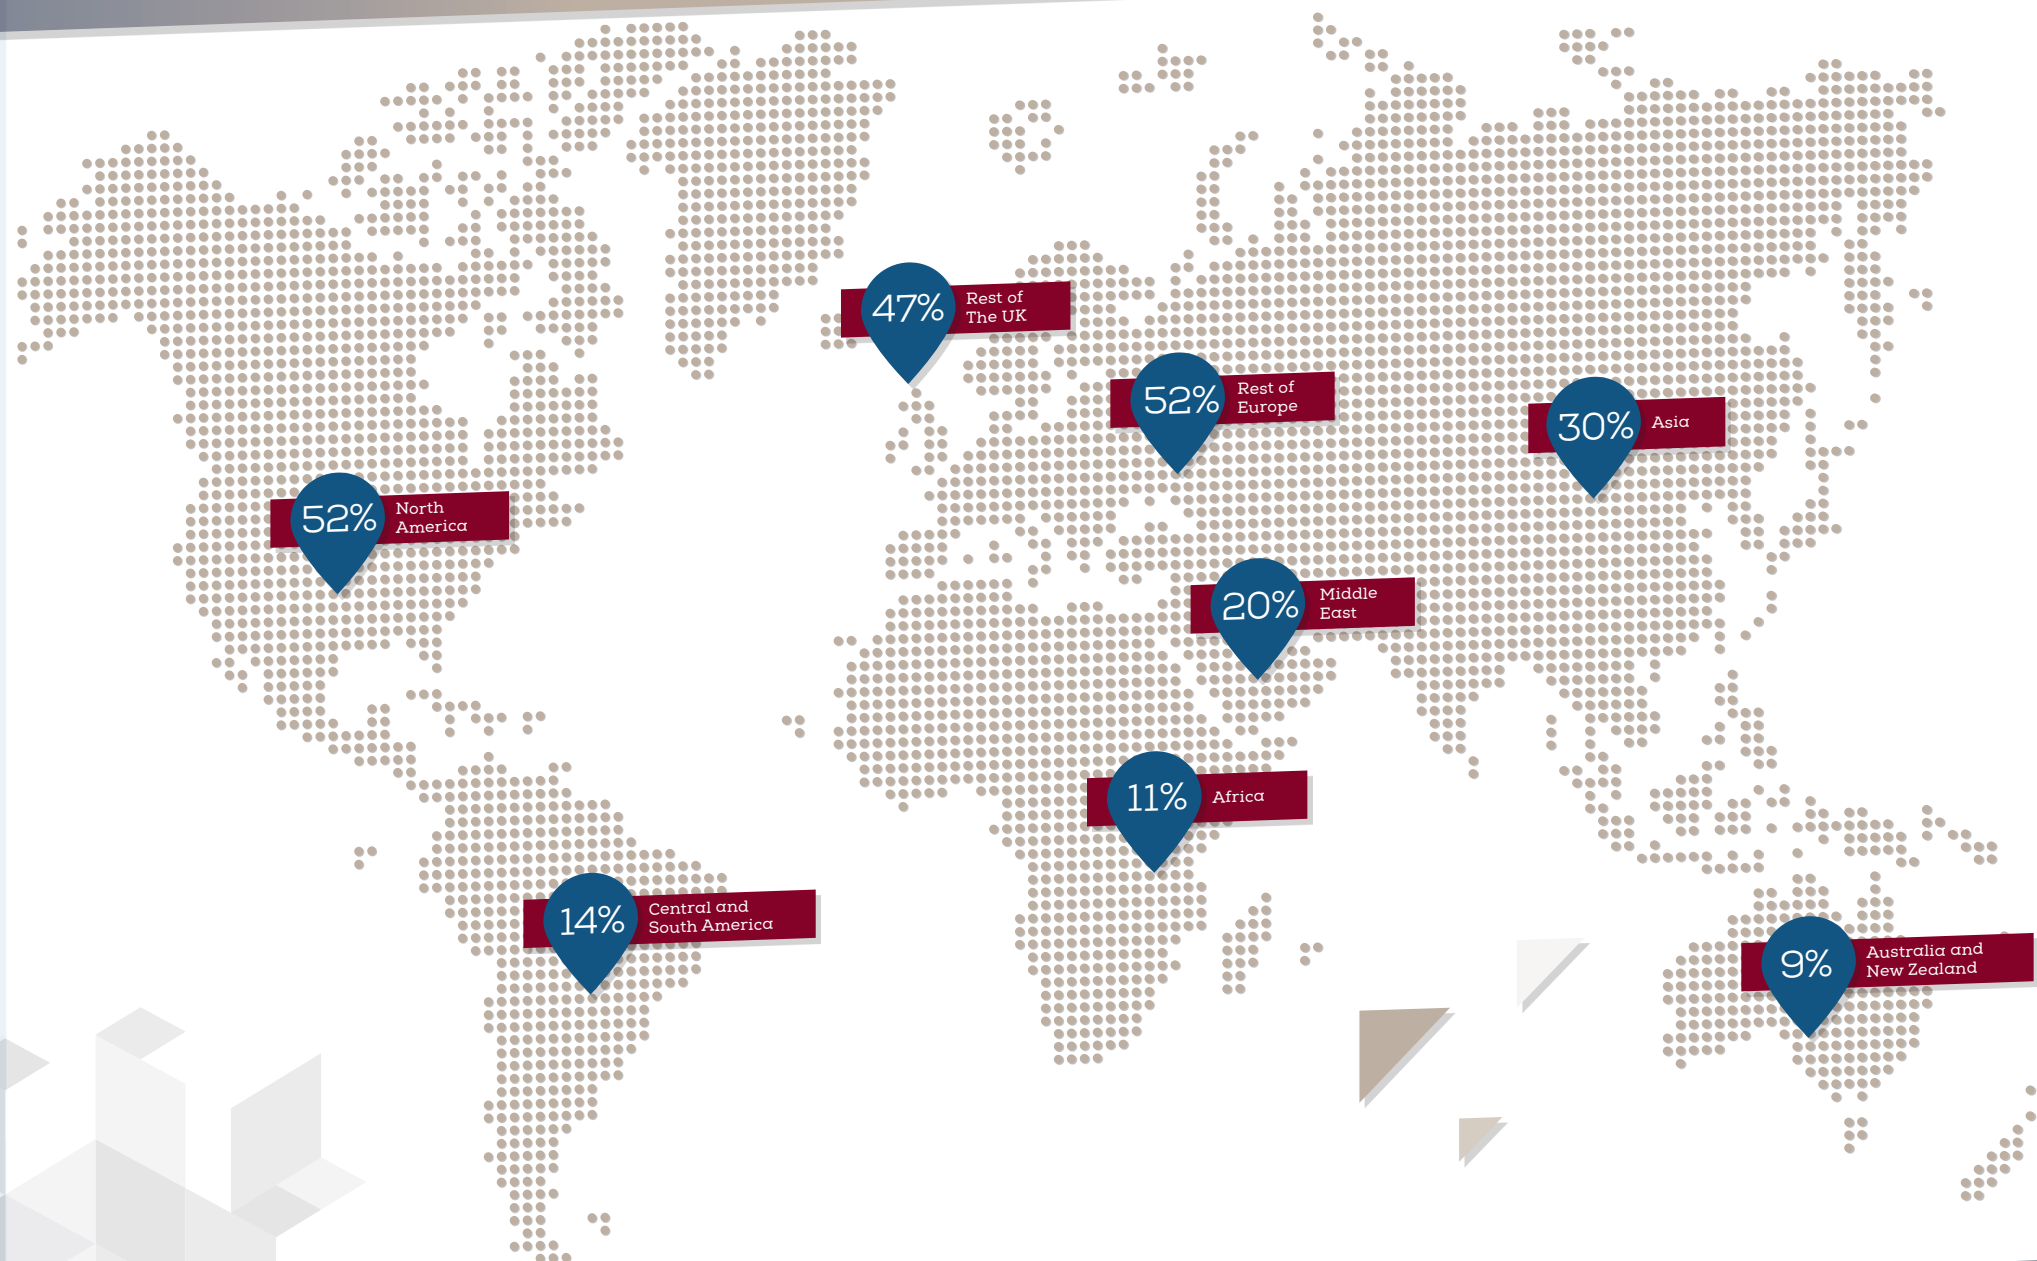 47%
Rest of
The UK
52%
Rest of
Europe
30%
Asia
52%
North
America
20%
Middle
East
11%
Africa
14%
Central and
South America
9%
Australia and
New Zealand